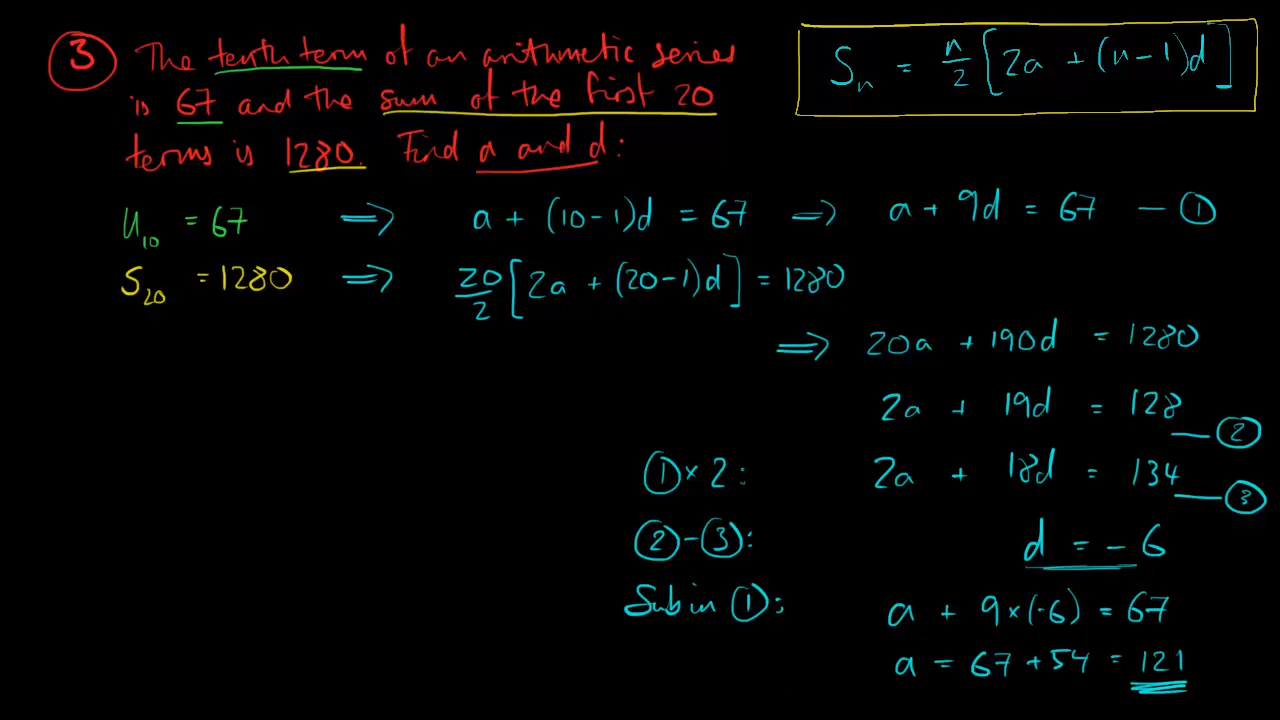 3 The tenth term of an arithmetic series
is 67 and the sum of the first 20
terms is 1280. Find a and d:
Sn = n/2 [2a + (n-1)d]
U10 = 67 ⇒ a + (10-1)d = 67 ⇒ a + 9d = 67 — ①
S20 = 1280 ⇒ 20/2 [2a + (20-1)d] = 1280
⇒ 20a + 190d = 1280
2a + 19d = 128 — ②
① × 2: 2a + 18d = 134 — ③
② - ③: d = -6
Sub in ①: a + 9×(-6) = 67
a = 67 + 54 = 121